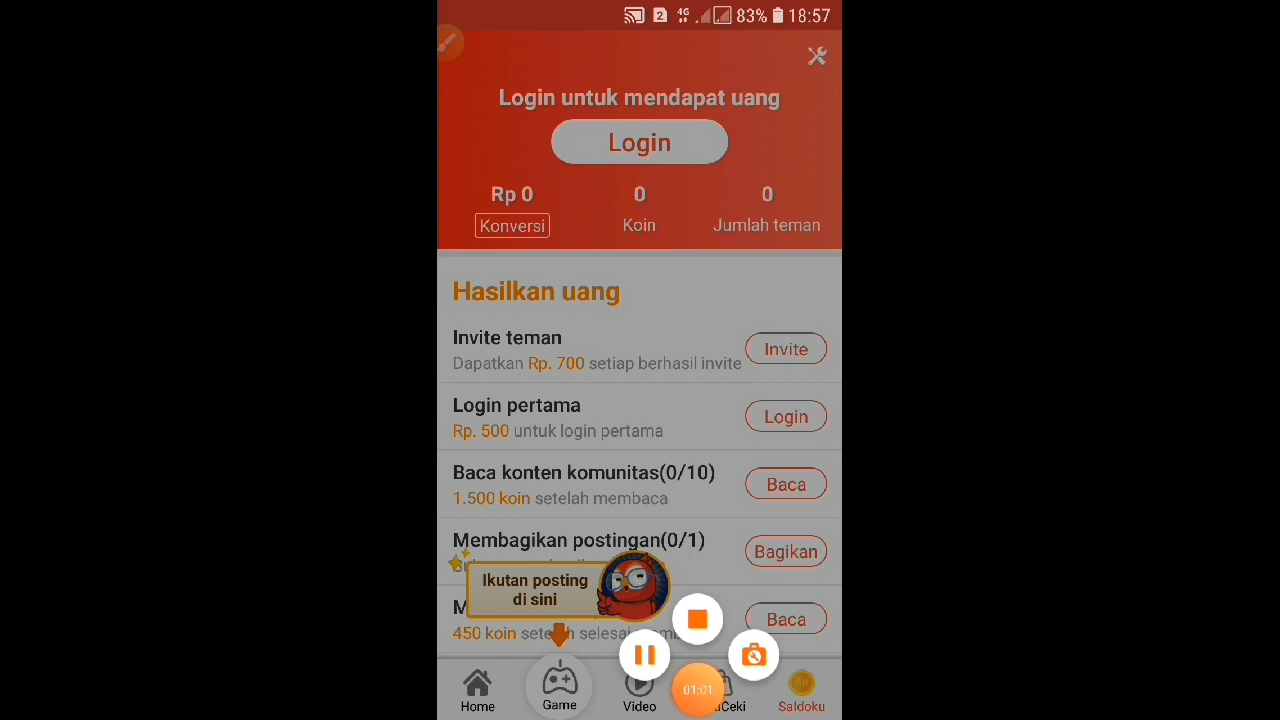 2 4G 83% 18:57
Login untuk mendapat uang
Login
Rp 0 0 0
Konversi Koin Jumlah teman
Hasilkan uang
Invite teman
Dapatkan Rp. 700 setiap berhasil invite
Invite
Login pertama
Rp. 500 untuk login pertama
Login
Baca konten komunitas(0/10)
1.500 koin setelah membaca
Baca
Membagikan postingan(0/1)
Bagikan
Ikutan posting
di sini
450 koin
Baca
01:01
Home Game Video Saldoku